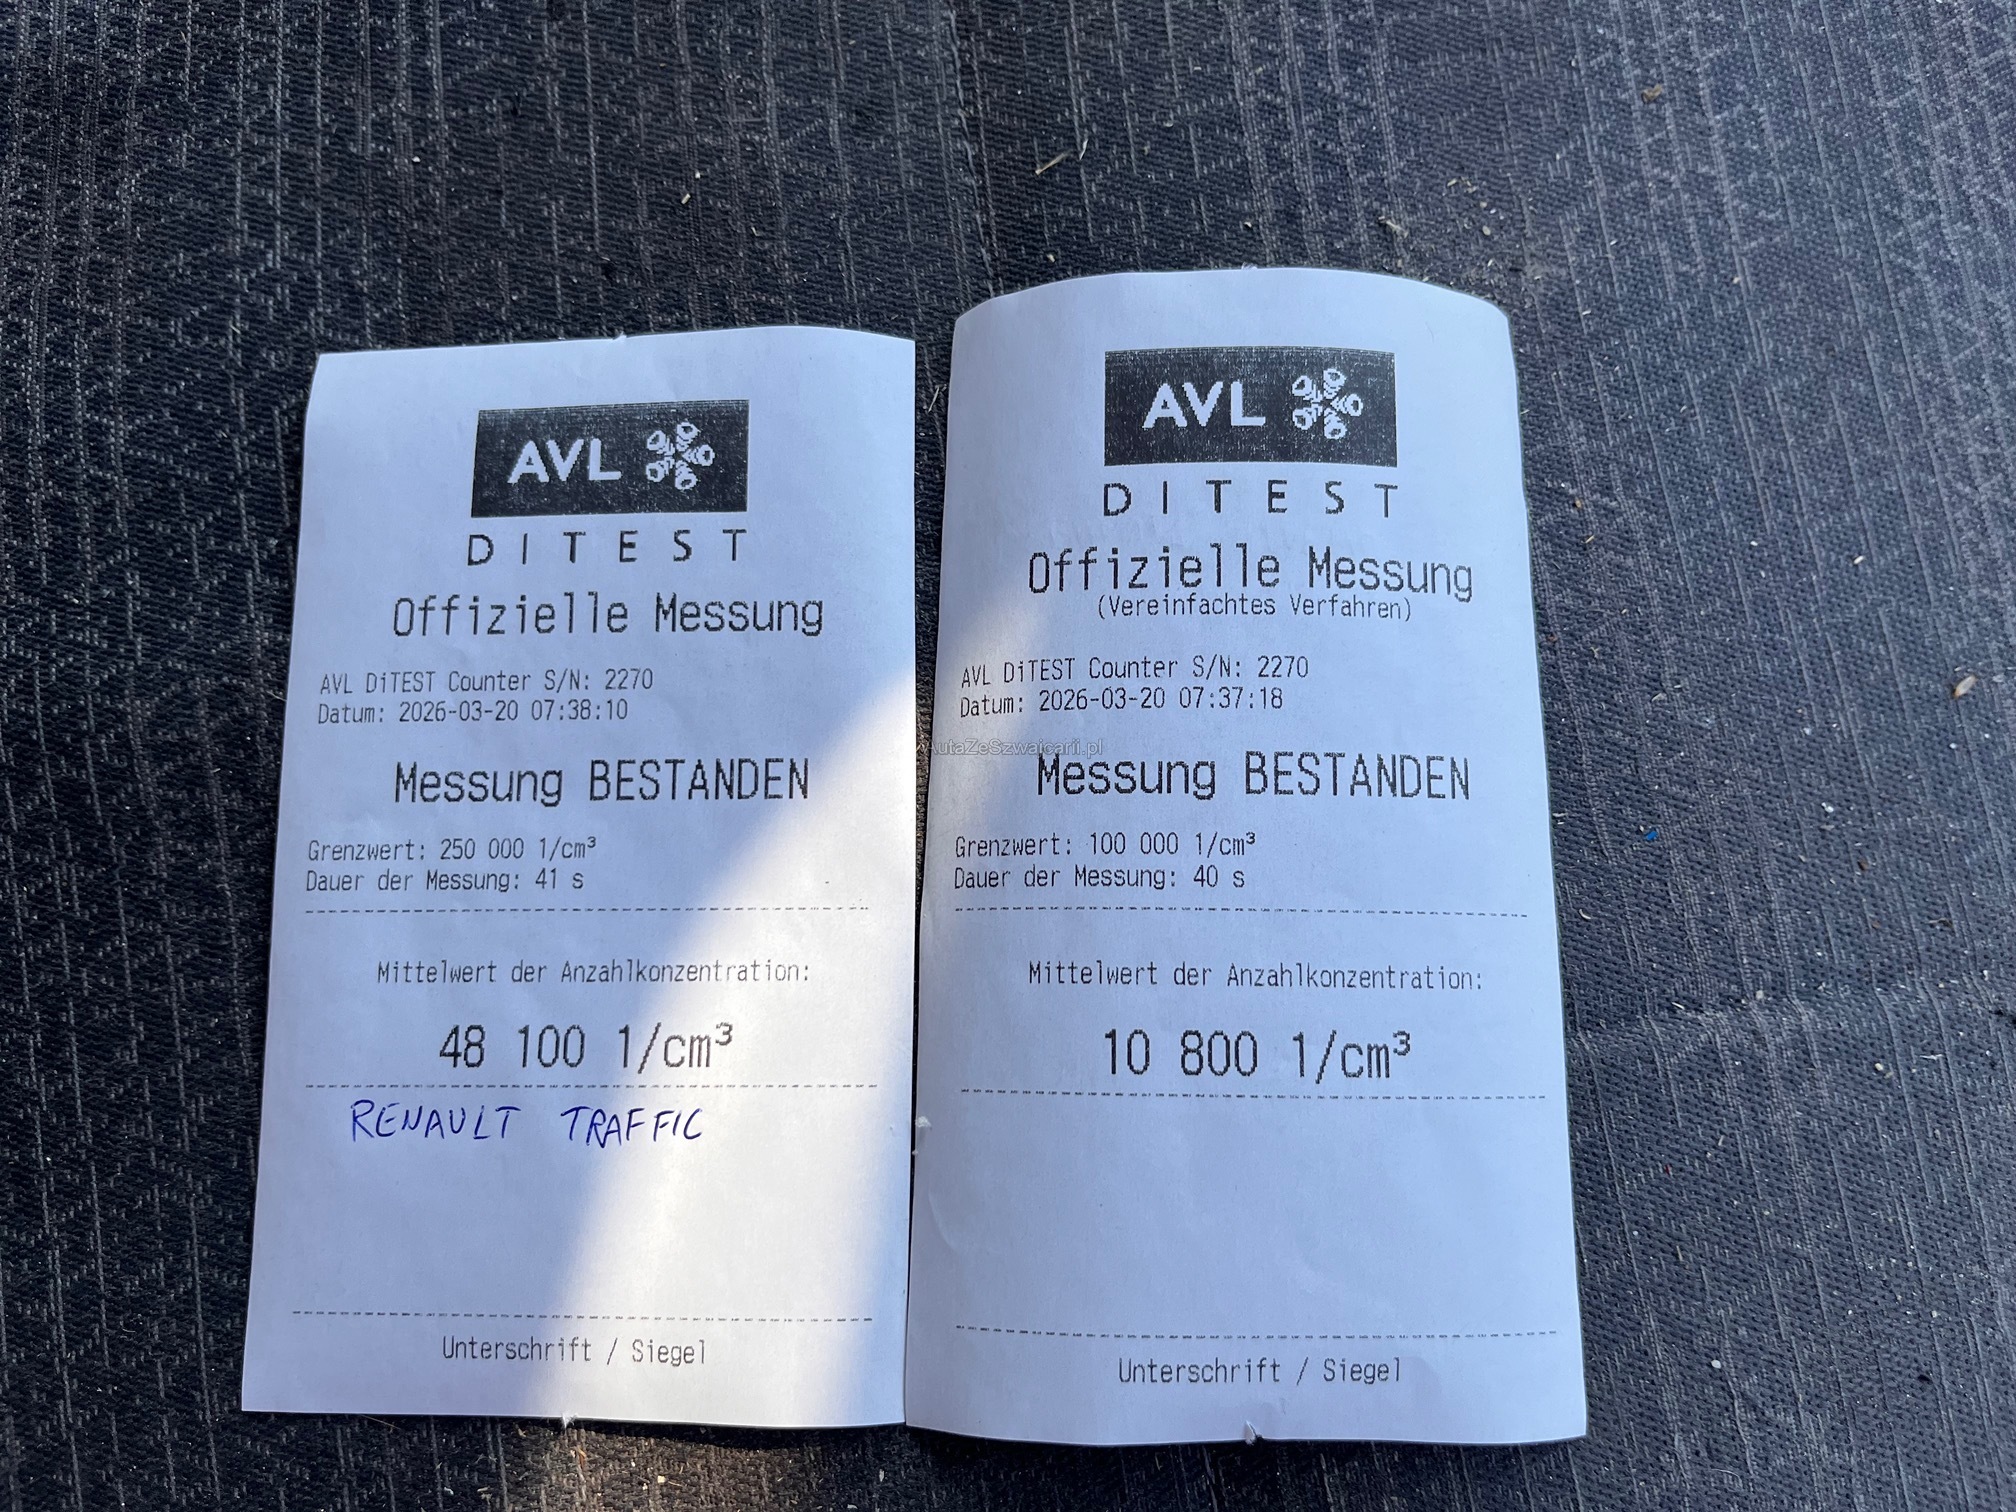 AVL
DITEST
Offizielle Messung
AVL DiTEST Counter S/N: 2270
Datum: 2026-03-20 07:38:10
Messung BESTANDEN
Grenzwert: 250 000 1/cm³
Dauer der Messung: 41 s
Mittelwert der Anzahlkonzentration:
48 100 1/cm³
RENAULT TRAFFIC
Unterschrift / Siegel
AVL
DITEST
Offizielle Messung
(Vereinfachtes Verfahren)
AVL DiTEST Counter S/N: 2270
Datum: 2026-03-20 07:37:18
Messung BESTANDEN
Grenzwert: 100 000 1/cm³
Dauer der Messung: 40 s
Mittelwert der Anzahlkonzentration:
10 800 1/cm³
Unterschrift / Siegel
AutaZeSzwajcarii.pl